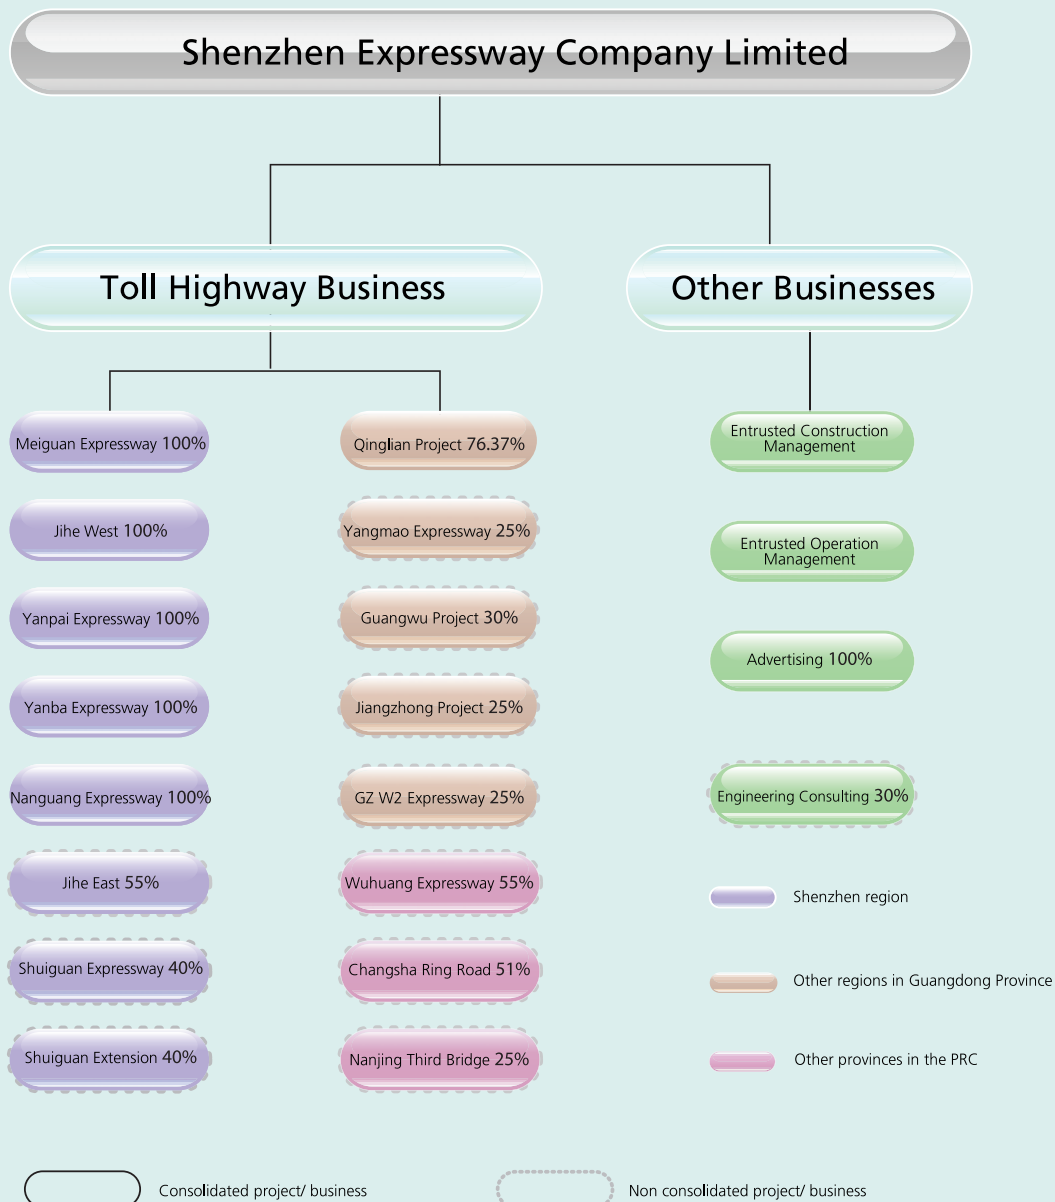 Shenzhen Expressway Company Limited
Toll Highway Business
Other Businesses
Meiguan Expressway 100%
Jihe West 100%
Yanpai Expressway 100%
Yanba Expressway 100%
Nanguang Expressway 100%
Jihe East 55%
Shuiguan Expressway 40%
Shuiguan Extension 40%
Qinglian Project 76.37%
Yangmao Expressway 25%
Guangwu Project 30%
Jiangzhong Project 25%
GZ W2 Expressway 25%
Wuhuang Expressway 55%
Changsha Ring Road 51%
Nanjing Third Bridge 25%
Entrusted Construction
Management
Entrusted Operation
Management
Advertising 100%
Engineering Consulting 30%
Shenzhen region
Other regions in Guangdong Province
Other provinces in the PRC
Consolidated project/ business
Non consolidated project/ business